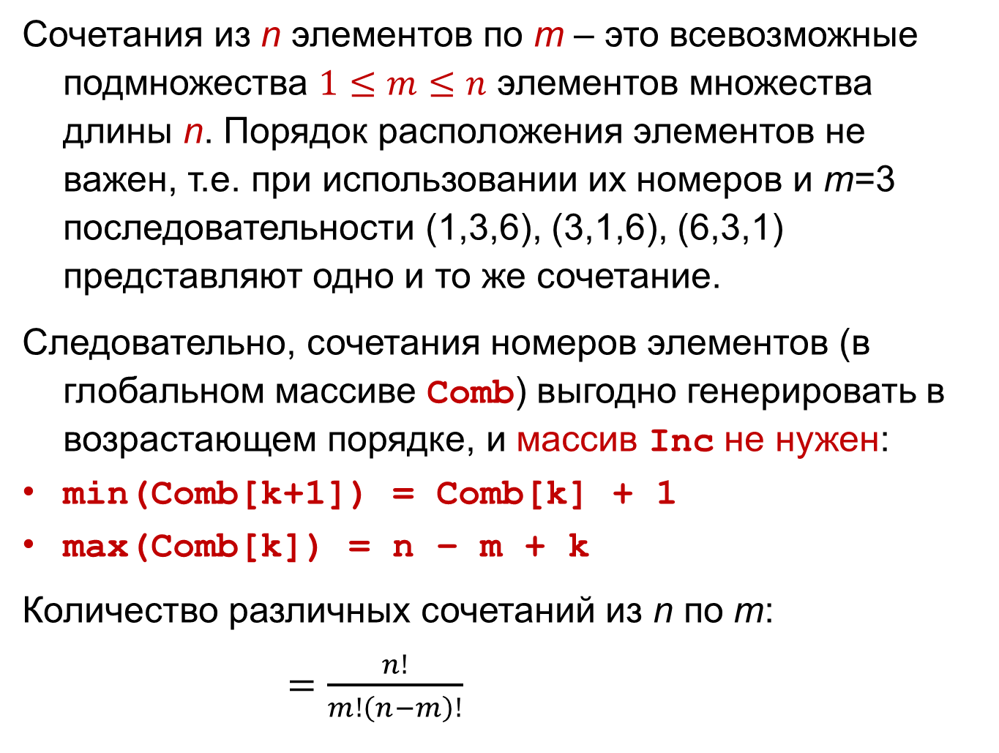 Сочетания из n элементов по m – это всевозможные
подмножества 1 ≤ m ≤ n элементов множества
длины n. Порядок расположения элементов не
важен, т.е. при использовании их номеров и m=3
последовательности (1,3,6), (3,1,6), (6,3,1)
представляют одно и то же сочетание.
Следовательно, сочетания номеров элементов (в
глобальном массиве Comb) выгодно генерировать в
возрастающем порядке, и массив Inc не нужен:
• min(Comb[k+1]) = Comb[k] + 1
• max(Comb[k]) = n – m + k
Количество различных сочетаний из n по m:
= n! / m!(n−m)!